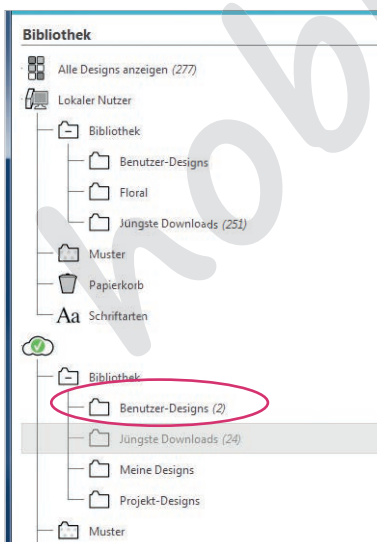 Bibliothek
Alle Designs anzeigen (277)
Lokaler Nutzer
Bibliothek
Benutzer-Designs
Floral
Jüngste Downloads (251)
Muster
Papierkorb
Aa Schriftarten
Bibliothek
Benutzer-Designs (2)
Jüngste Downloads (24)
Meine Designs
Projekt-Designs
Muster